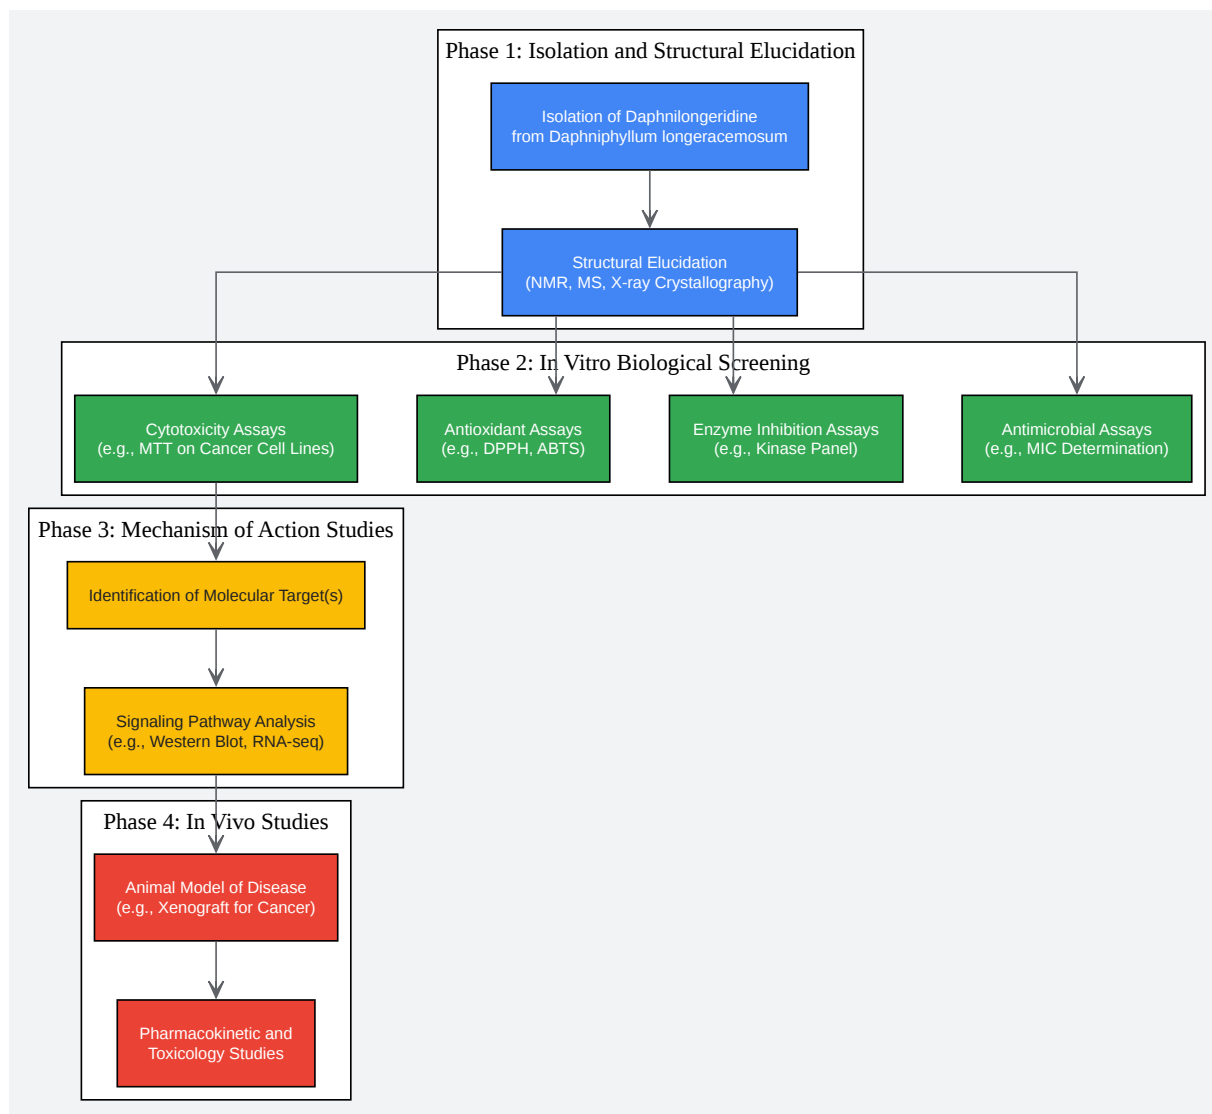 Phase 1: Isolation and Structural Elucidation
Isolation of Daphnilongeridine
from Daphniphyllum longeracemosum
Structural Elucidation
(NMR, MS, X-ray Crystallography)
Phase 2: In Vitro Biological Screening
Cytotoxicity Assays
(e.g., MTT on Cancer Cell Lines)
Antioxidant Assays
(e.g., DPPH, ABTS)
Enzyme Inhibition Assays
(e.g., Kinase Panel)
Antimicrobial Assays
(e.g., MIC Determination)
Phase 3: Mechanism of Action Studies
Identification of Molecular Target(s)
Signaling Pathway Analysis
(e.g., Western Blot, RNA-seq)
Phase 4: In Vivo Studies
Animal Model of Disease
(e.g., Xenograft for Cancer)
Pharmacokinetic and
Toxicology Studies